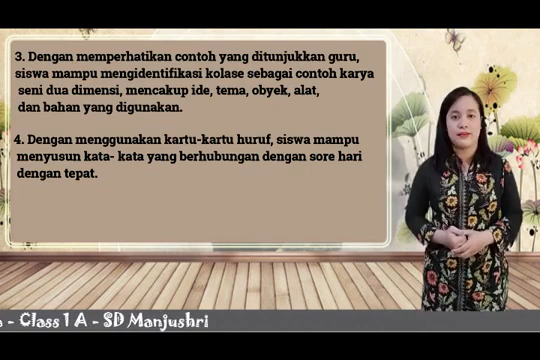 3. Dengan memperhatikan contoh yang ditunjukkan guru,
siswa mampu mengidentifikasi kolase sebagai contoh karya
seni dua dimensi, mencakup ide, tema, obyek, alat,
dan bahan yang digunakan.
4. Dengan menggunakan kartu-kartu huruf, siswa mampu
menyusun kata- kata yang berhubungan dengan sore hari
dengan tepat.
- Class 1 A - SD Manjushri